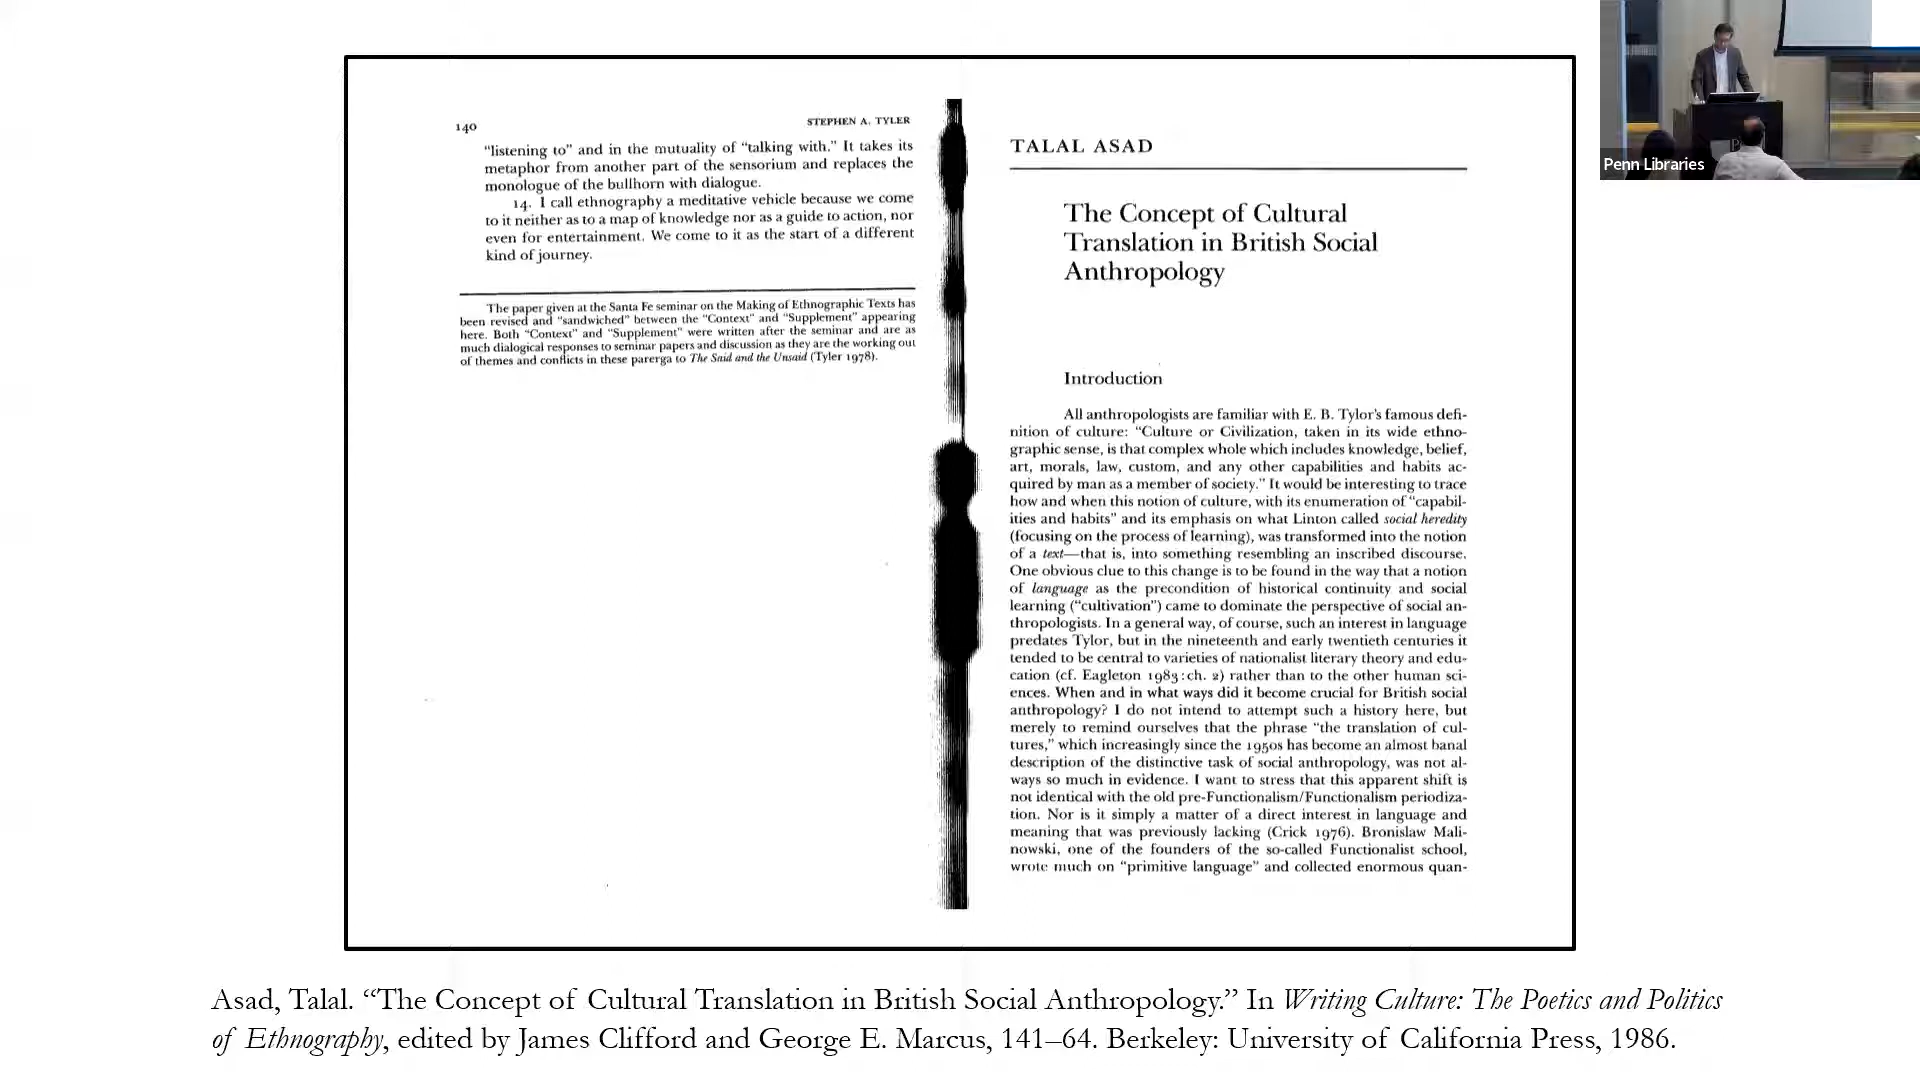 140
STEPHEN A. TYLER
"listening to" and in the mutuality of "talking with." It takes its
metaphor from another part of the sensorium and replaces the
monologue of the bullhorn with dialogue.
14. I call ethnography a meditative vehicle because we come
to it neither as to a map of knowledge nor as a guide to action, nor
even for entertainment. We come to it as the start of a different
kind of journey.
The paper given at the Santa Fe seminar on the Making of Ethnographic Texts has
been revised and "sandwiched" between the "Context" and "Supplement" appearing
here. Both "Context" and "Supplement" were written after the seminar and are as
much dialogical responses to seminar papers and discussion as they are the working out
of themes and conflicts in these parerga to The Said and the Unsaid (Tyler 1978).
TALAL ASAD
The Concept of Cultural
Translation in British Social
Anthropology
Introduction
All anthropologists are familiar with E. B. Tylor's famous defi-
nition of culture: "Culture or Civilization, taken in its wide ethno-
graphic sense, is that complex whole which includes knowledge, belief,
art, morals, law, custom, and any other capabilities and habits ac-
quired by man as a member of society." It would be interesting to trace
how and when this notion of culture, with its enumeration of "capabil-
ities and habits" and its emphasis on what Linton called social heredity
(focusing on the process of learning), was transformed into the notion
of a text—that is, into something resembling an inscribed discourse.
One obvious clue to this change is to be found in the way that a notion
of language as the precondition of historical continuity and social
learning ("cultivation") came to dominate the perspective of social an-
thropologists. In a general way, of course, such an interest in language
predates Tylor, but in the nineteenth and early twentieth centuries it
tended to be central to varieties of nationalist literary theory and edu-
cation (cf. Eagleton 1983:ch. 2) rather than to the other human sci-
ences. When and in what ways did it become crucial for British social
anthropology? I do not intend to attempt such a history here, but
merely to remind ourselves that the phrase "the translation of cul-
tures," which increasingly since the 1950s has become an almost banal
description of the distinctive task of social anthropology, was not al-
ways so much in evidence. I want to stress that this apparent shift is
not identical with the old pre-Functionalism/Functionalism periodiza-
tion. Nor is it simply a matter of a direct interest in language and
meaning that was previously lacking (Crick 1976). Bronislaw Mali-
nowski, one of the founders of the so-called Functionalist school,
wrote much on "primitive language" and collected enormous quan-
Asad, Talal. "The Concept of Cultural Translation in British Social Anthropology." In Writing Culture: The Poetics and Politics
of Ethnography, edited by James Clifford and George E. Marcus, 141–64. Berkeley: University of California Press, 1986.
Penn Libraries